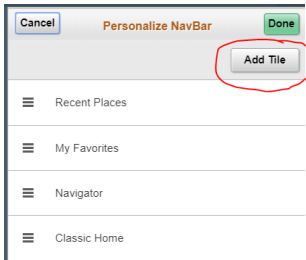 Cancel Personalize NavBar Done
Add Tile
Recent Places
My Favorites
Navigator
Classic Home